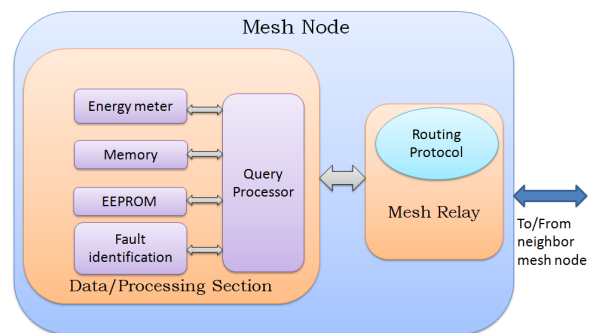 Mesh Node
Energy meter
Memory
EEPROM
Fault
identification
Query
Processor
Data/Processing Section
Routing
Protocol
Mesh Relay
To/From
neighbor
mesh node